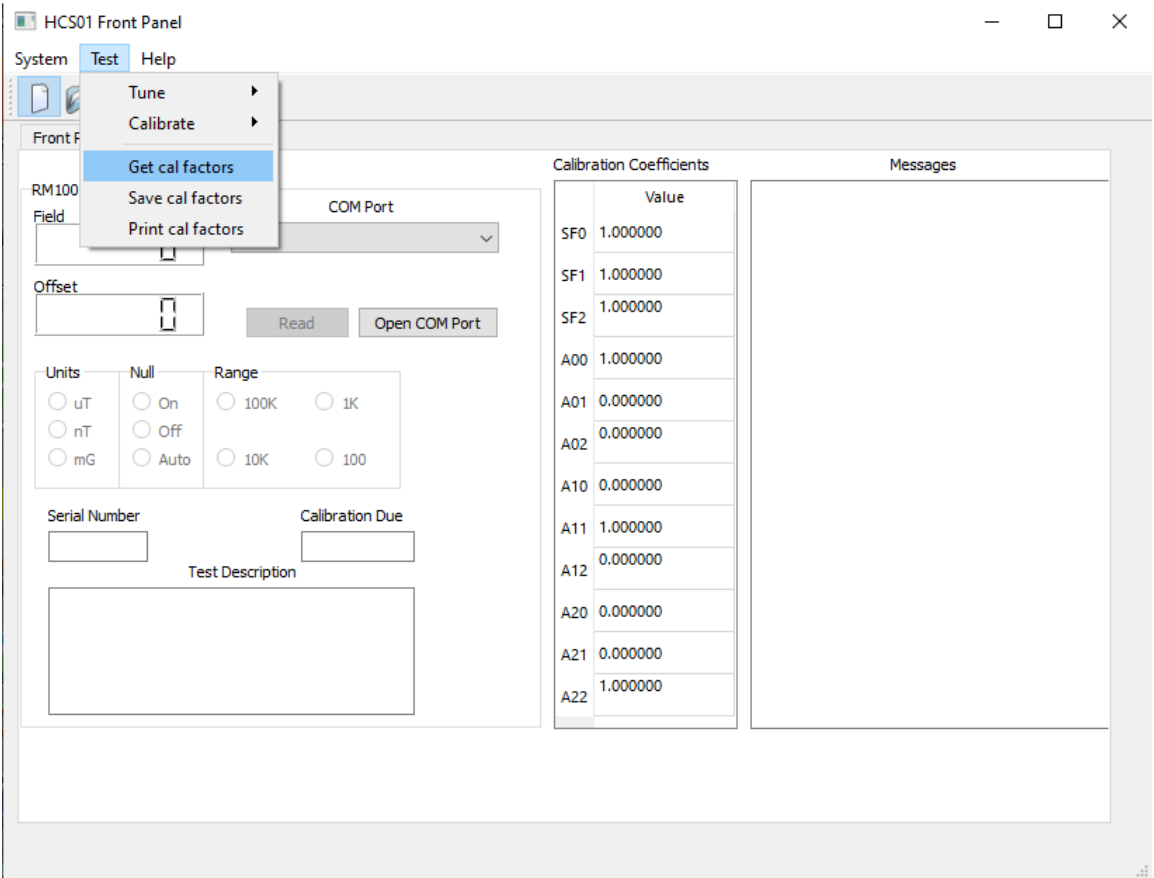 HCS01 Front Panel
System Test Help
Tune
Calibrate
Get cal factors
Save cal factors
Print cal factors
Front
RM100
Field
0
COM Port
Offset
0
Read Open COM Port
Units Null Range
uT On 100K 1K
nT Off
mG Auto 10K 100
Serial Number Calibration Due
Test Description
Calibration Coefficients
Value
SF0 1.000000
SF1 1.000000
SF2 1.000000
A00 1.000000
A01 0.000000
A02 0.000000
A10 0.000000
A11 1.000000
A12 0.000000
A20 0.000000
A21 0.000000
A22 1.000000
Messages